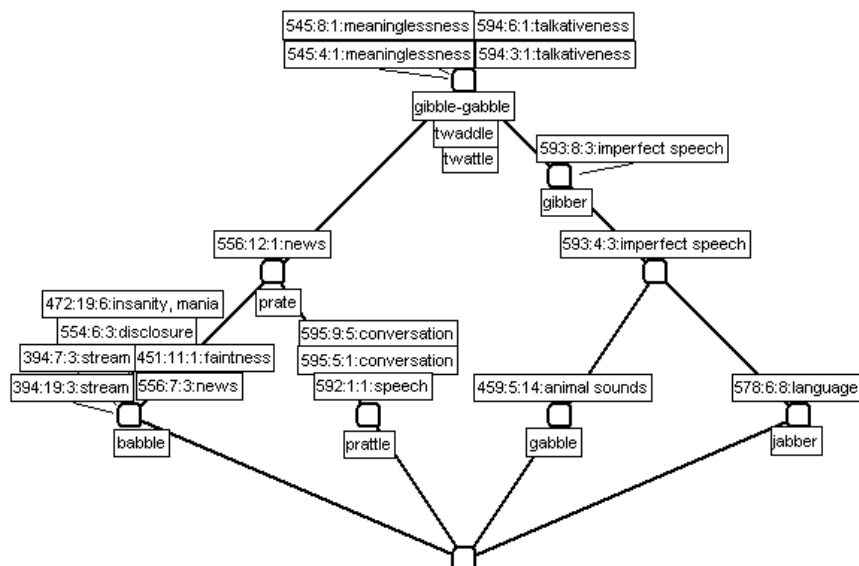 545:8:1:meaninglessness 594:6:1:talkativeness
545:4:1:meaninglessness 594:3:1:talkativeness
gibble-gabble
twaddle
twattle
593:8:3:imperfect speech
gibber
556:12:1:news
593:4:3:imperfect speech
prate
472:19:6:insanity, mania
554:6:3:disclosure
394:7:3:stream 451:11:1:faintness
394:19:3:stream 556:7:3:news
595:9:5:conversation
595:5:1:conversation
592:1:1:speech
459:5:14:animal sounds
578:6:8:language
babble
prattle
gabble
jabber